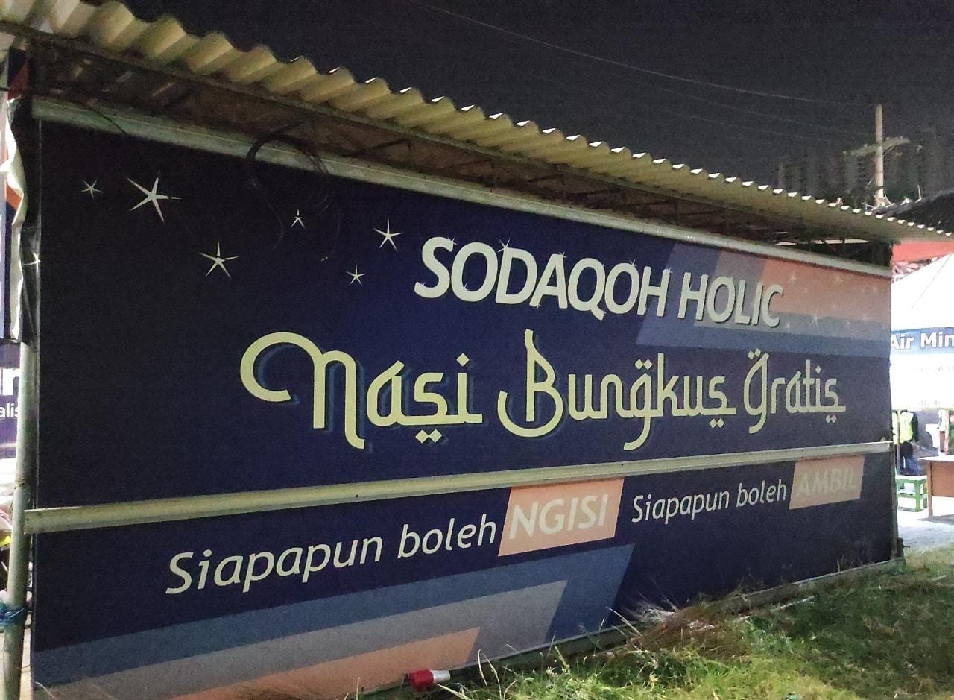 SODAQOH HOLIC
Nasi Bungkus Gratis
Siapapun boleh NGISI Siapapun boleh AMBIL
Air Min